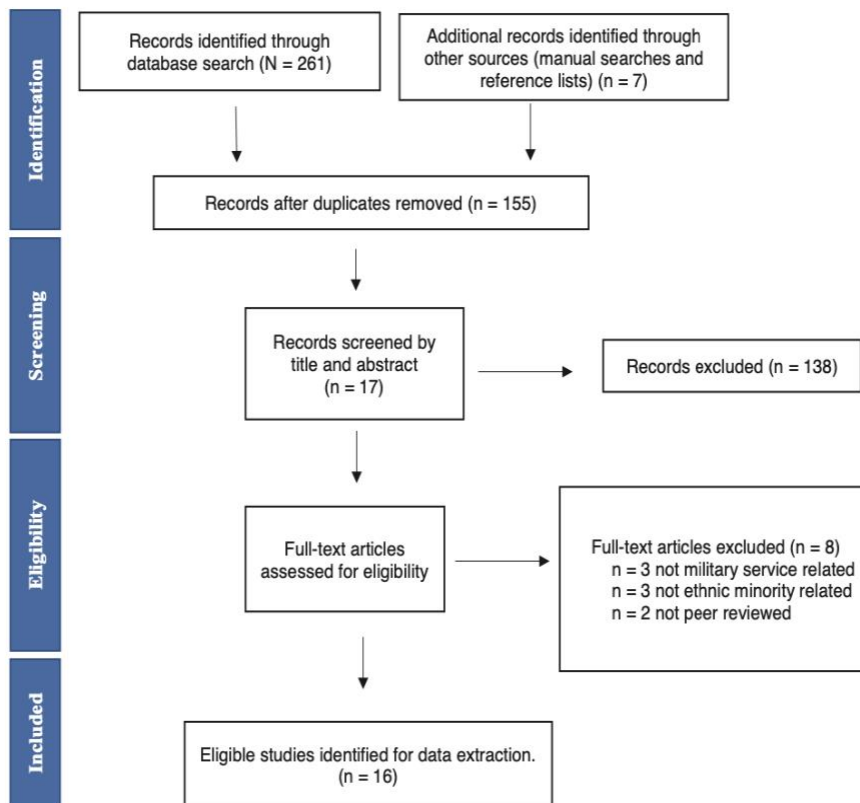 Identification
Records identified through
database search (N = 261)
Additional records identified through
other sources (manual searches and
reference lists) (n = 7)
Records after duplicates removed (n = 155)
Screening
Records screened by
title and abstract
(n = 17)
Records excluded (n = 138)
Eligibility
Full-text articles
assessed for eligibility
Full-text articles excluded (n = 8)
n = 3 not military service related
n = 3 not ethnic minority related
n = 2 not peer reviewed
Included
Eligible studies identified for data extraction.
(n = 16)